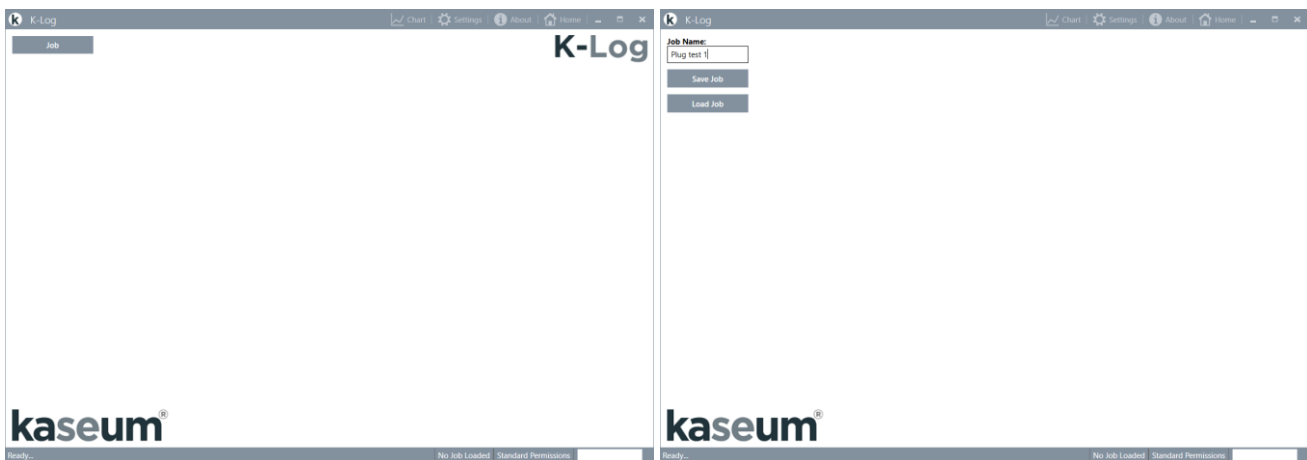 K-Log
Chart
Settings
About
Home
Job
K-Log
kaseum®
Ready...
No Job Loaded
Standard Permissions
K-Log
Chart
Settings
About
Home
Job Name:
Plug test 1
Save Job
Load Job
kaseum®
Ready...
No Job Loaded
Standard Permissions